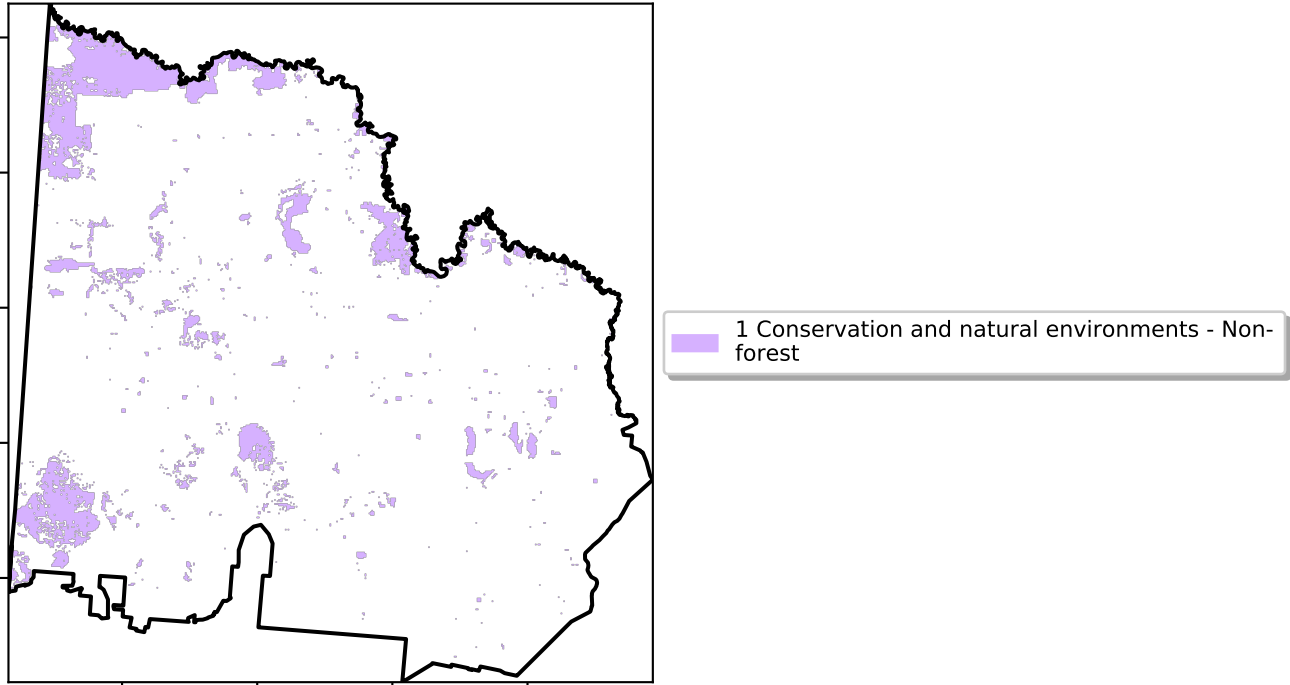 1 Conservation and natural environments - Non-
forest